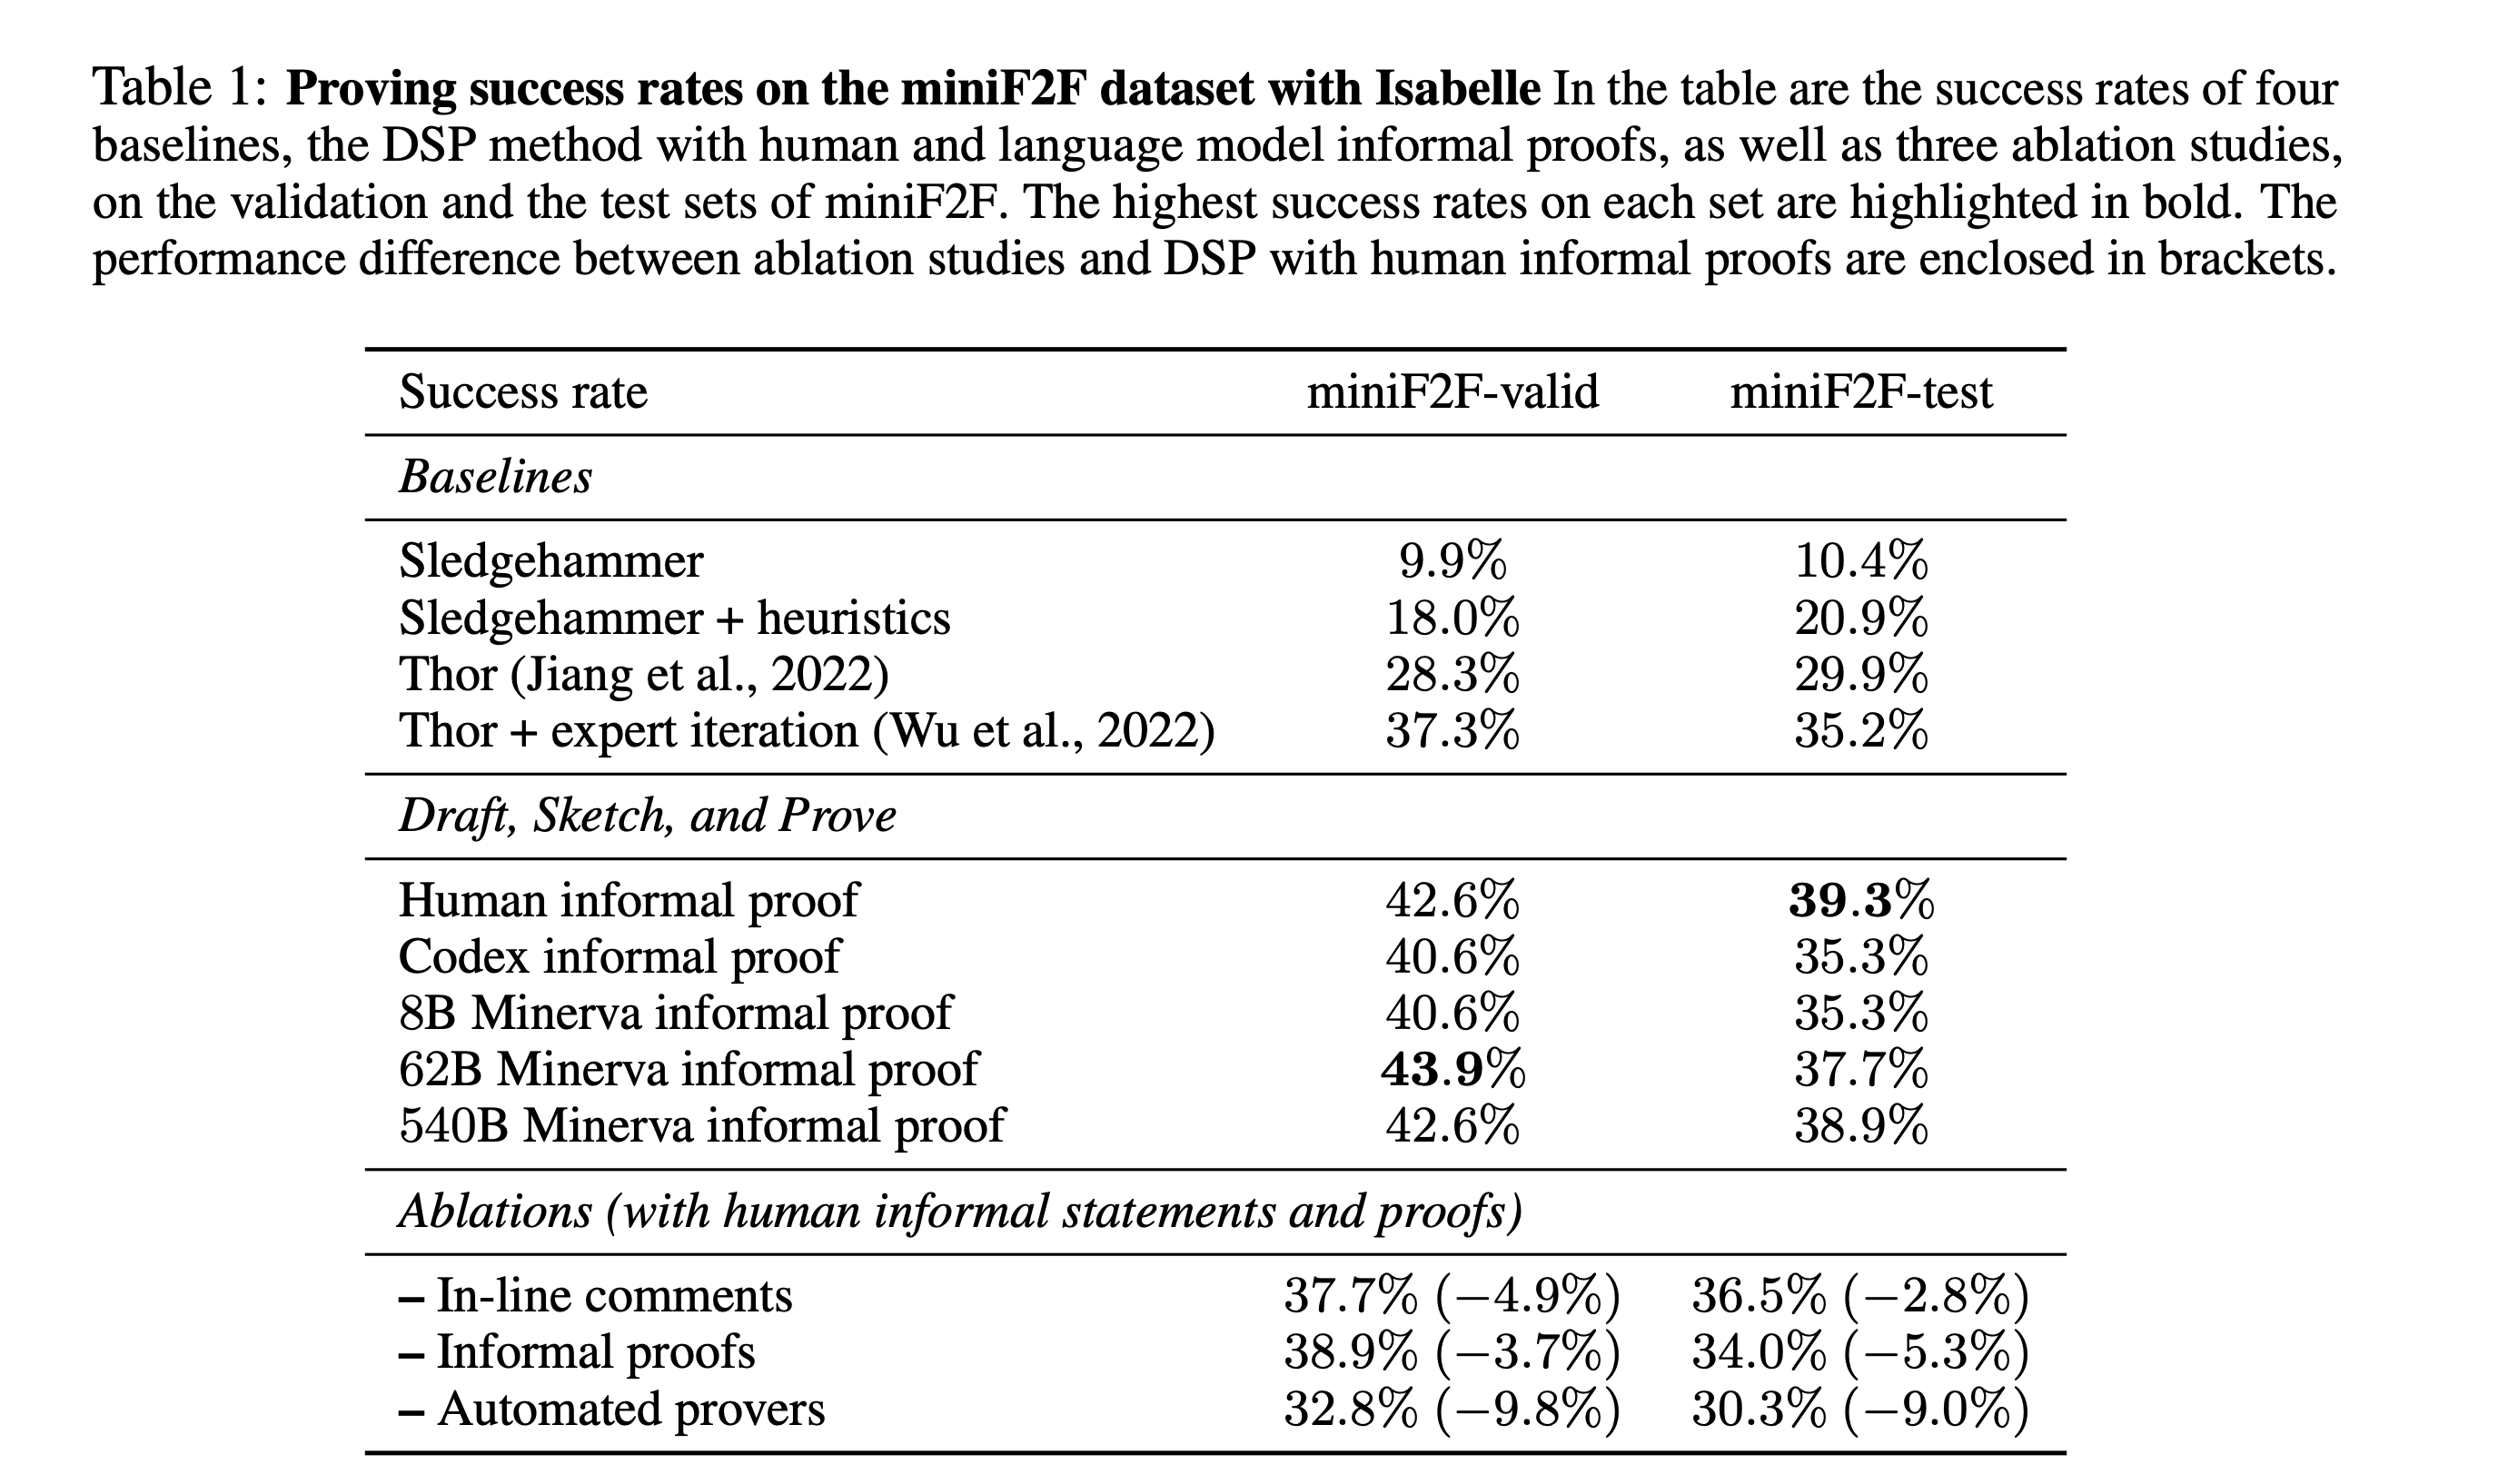 Table 1: Proving success rates on the miniF2F dataset with Isabelle In the table are the success rates of four
baselines, the DSP method with human and language model informal proofs, as well as three ablation studies,
on the validation and the test sets of miniF2F. The highest success rates on each set are highlighted in bold. The
performance difference between ablation studies and DSP with human informal proofs are enclosed in brackets.
Success rate miniF2F-valid miniF2F-test
Baselines
Sledgehammer 9.9% 10.4%
Sledgehammer + heuristics 18.0% 20.9%
Thor (Jiang et al., 2022) 28.3% 29.9%
Thor + expert iteration (Wu et al., 2022) 37.3% 35.2%
Draft, Sketch, and Prove
Human informal proof 42.6% 39.3%
Codex informal proof 40.6% 35.3%
8B Minerva informal proof 40.6% 35.3%
62B Minerva informal proof 43.9% 37.7%
540B Minerva informal proof 42.6% 38.9%
Ablations (with human informal statements and proofs)
– In-line comments 37.7% (−4.9%) 36.5% (−2.8%)
– Informal proofs 38.9% (−3.7%) 34.0% (−5.3%)
– Automated provers 32.8% (−9.8%) 30.3% (−9.0%)